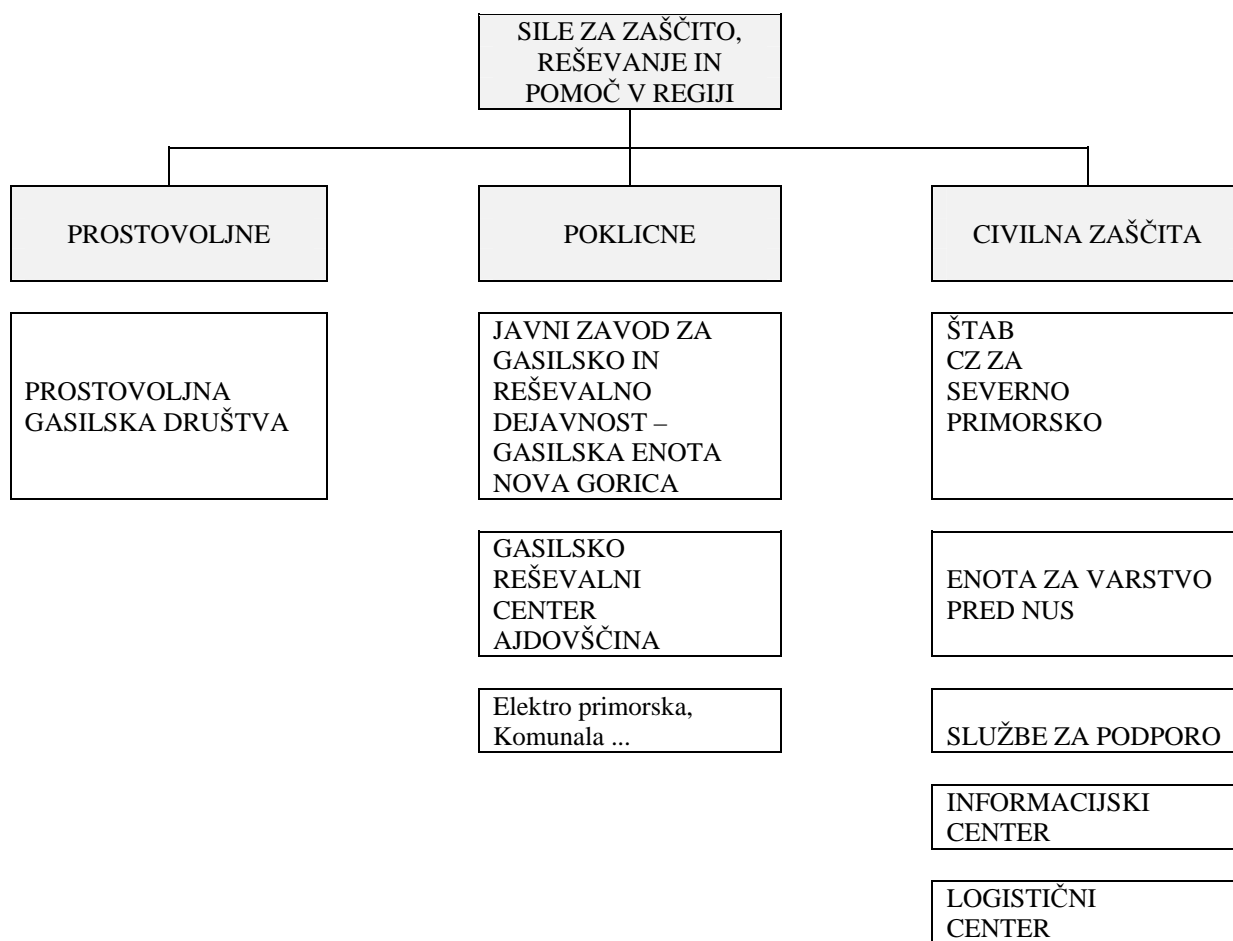 SILE ZA ZAŠČITO,
REŠEVANJE IN
POMOČ V REGIJI
PROSTOVOLJNE
POKLICNE
CIVILNA ZAŠČITA
PROSTOVOLJNA
GASILSKA DRUŠTVA
JAVNI ZAVOD ZA
GASILSKO IN
REŠEVALNO
DEJAVNOST –
GASILSKA ENOTA
NOVA GORICA
ŠTAB
CZ ZA
SEVERNO
PRIMORSKO
GASILSKO
REŠEVALNI
CENTER
AJDOVŠČINA
ENOTA ZA VARSTVO
PRED NUS
Elektro primorska,
Komunala ...
SLUŽBE ZA PODPORO
INFORMACIJSKI
CENTER
LOGISTIČNI
CENTER